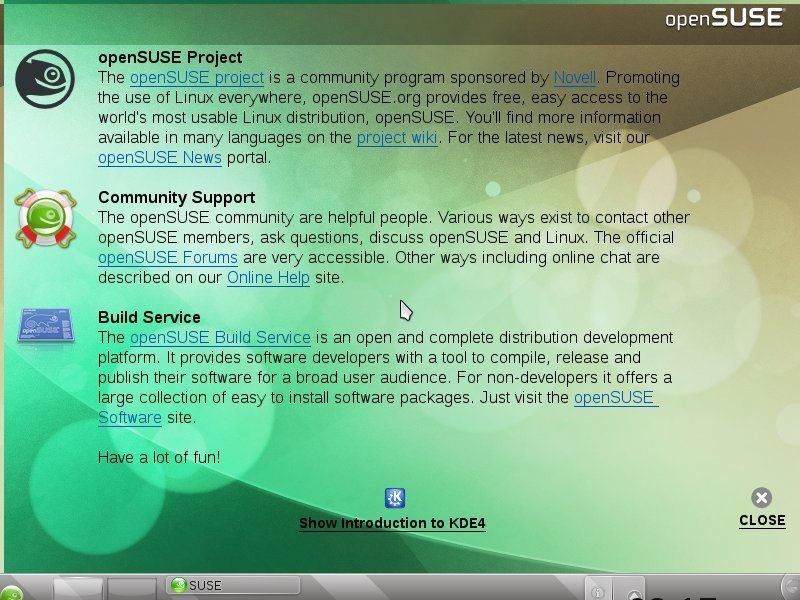 openSUSE
openSUSE Project
The openSUSE project is a community program sponsored by Novell. Promoting
the use of Linux everywhere, openSUSE.org provides free, easy access to the
world's most usable Linux distribution, openSUSE. You'll find more information
available in many languages on the project wiki. For the latest news, visit our
openSUSE News portal.
Community Support
The openSUSE community are helpful people. Various ways exist to contact other
openSUSE members, ask questions, discuss openSUSE and Linux. The official
openSUSE Forums are very accessible. Other ways including online chat are
described on our Online Help site.
Build Service
The openSUSE Build Service is an open and complete distribution development
platform. It provides software developers with a tool to compile, release and
publish their software for a broad user audience. For non-developers it offers a
large collection of easy to install software packages. Just visit the openSUSE
Software site.
Have a lot of fun!
Show Introduction to KDE4
CLOSE
SUSE